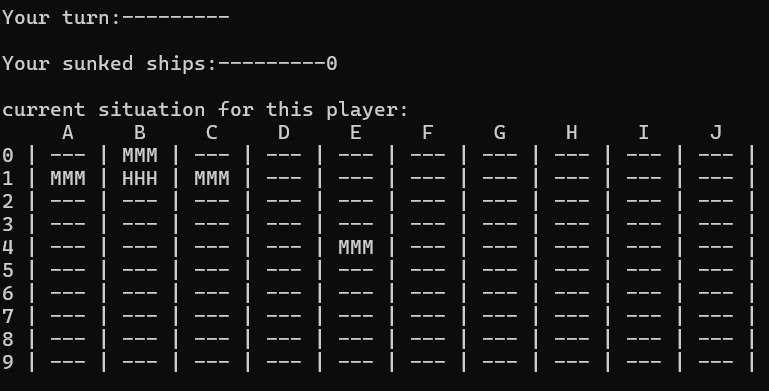 Your turn:---------
Your sunked ships:---------0
current situation for this player:
A B C D E F G H I J
0 | --- | MMM | --- | --- | --- | --- | --- | --- | --- | --- |
1 | MMM | HHH | MMM | --- | --- | --- | --- | --- | --- | --- |
2 | --- | --- | --- | --- | --- | --- | --- | --- | --- | --- |
3 | --- | --- | --- | --- | --- | --- | --- | --- | --- | --- |
4 | --- | --- | --- | --- | MMM | --- | --- | --- | --- | --- |
5 | --- | --- | --- | --- | --- | --- | --- | --- | --- | --- |
6 | --- | --- | --- | --- | --- | --- | --- | --- | --- | --- |
7 | --- | --- | --- | --- | --- | --- | --- | --- | --- | --- |
8 | --- | --- | --- | --- | --- | --- | --- | --- | --- | --- |
9 | --- | --- | --- | --- | --- | --- | --- | --- | --- | --- |